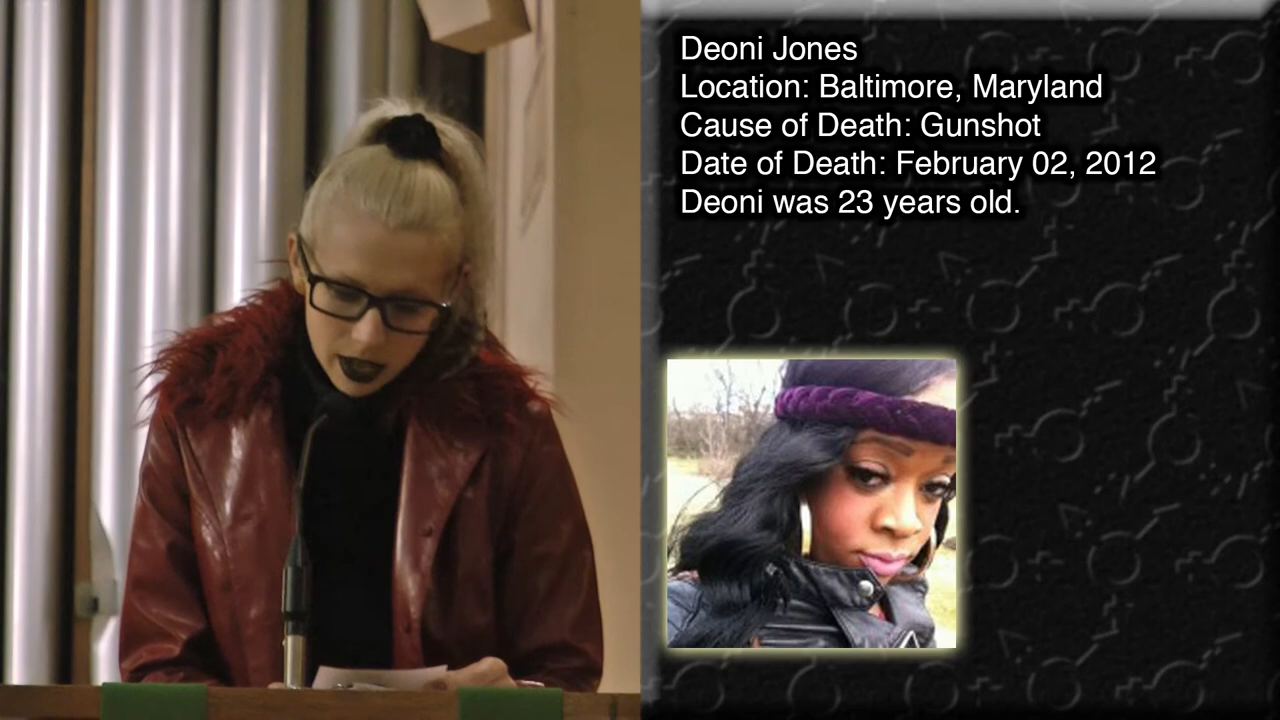 Deoni Jones
Location: Baltimore, Maryland
Cause of Death: Gunshot
Date of Death: February 02, 2012
Deoni was 23 years old.